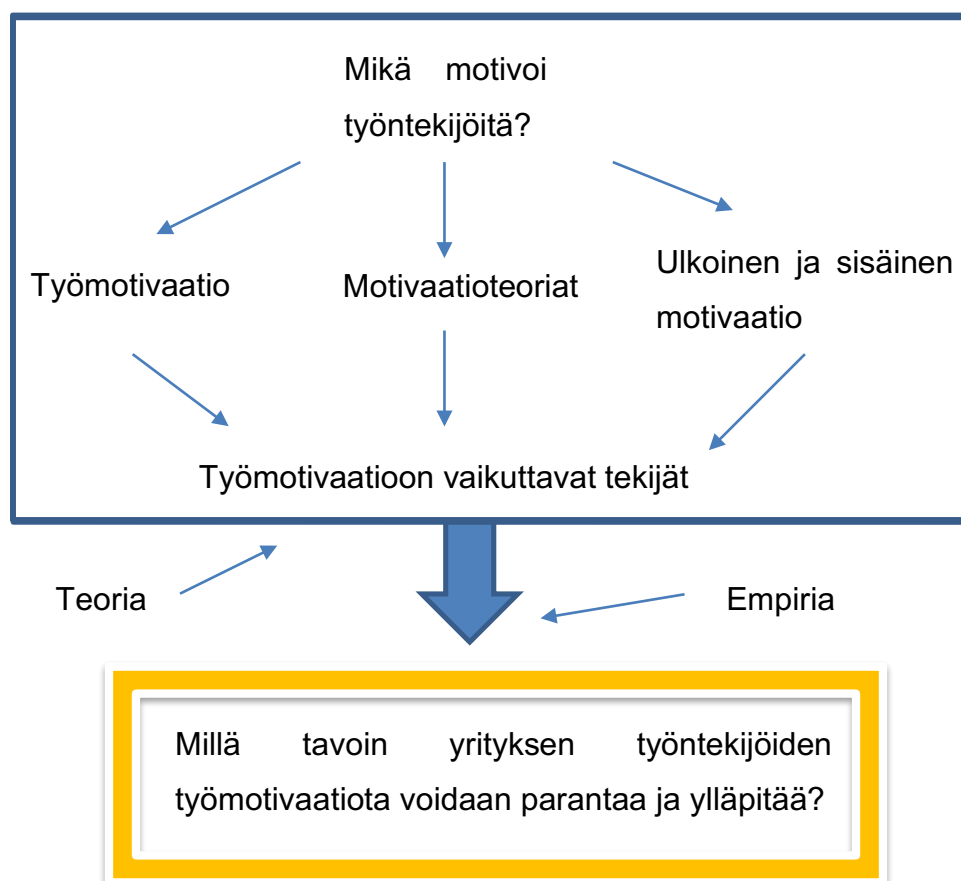 Mikä motivoi
työntekijöitä?
Työmotivaatio
Motivaatioteoriat
Ulkoinen ja sisäinen
motivaatio
Työmotivaatioon vaikuttavat tekijät
Teoria
Empiria
Millä tavoin yrityksen työntekijöiden
työmotivaatiota voidaan parantaa ja ylläpitää?